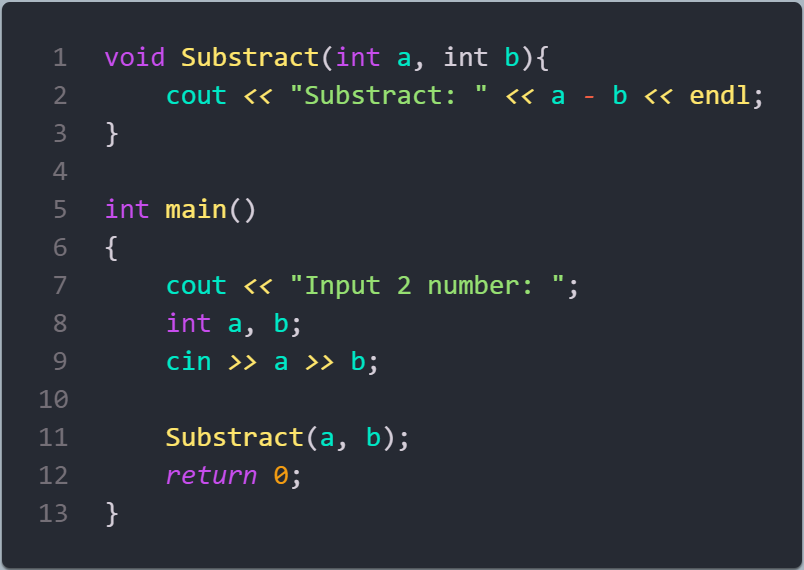 1 void Substract(int a, int b){
2     cout << "Substract: " << a - b << endl;
3 }
4
5 int main()
6 {
7     cout << "Input 2 number: ";
8     int a, b;
9     cin >> a >> b;
10
11     Substract(a, b);
12     return 0;
13 }